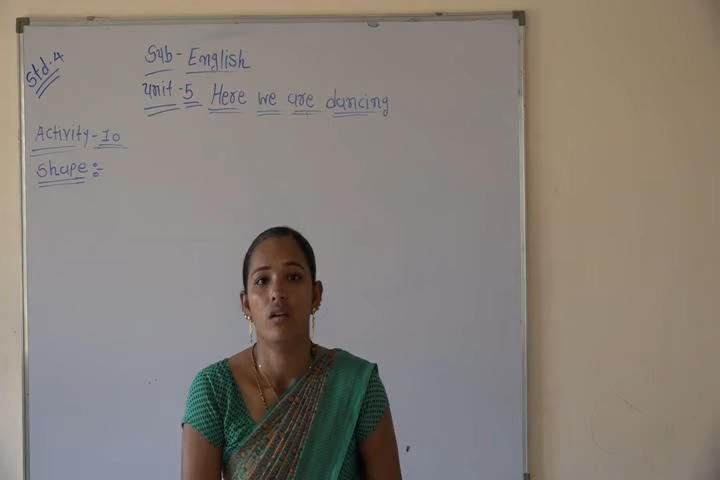 Std. 4
Sub - English
Unit - 5 Here we are dancing
Activity - 10
Shape :-